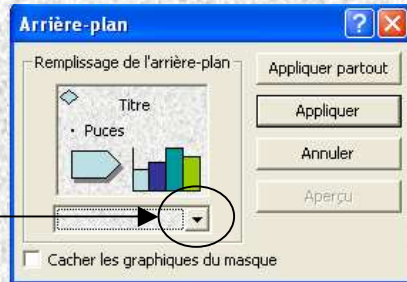 Arrière-plan
Remplissage de l'arrière-plan
Titre
• Puces
Appliquer partout
Appliquer
Annuler
Aperçu
Cacher les graphiques du masque